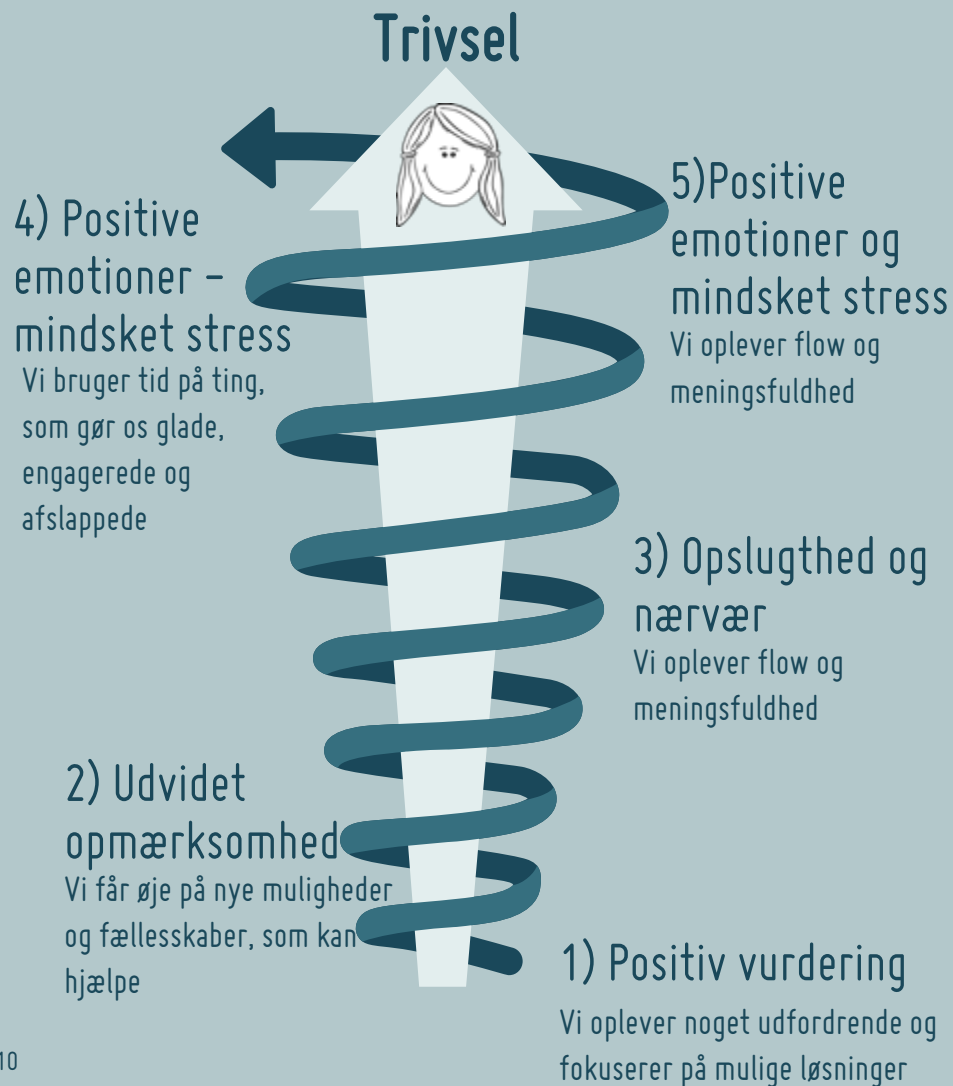 Trivsel
5)Positive
emotioner og
mindsket stress
Vi oplever flow og
meningsfuldhed
4) Positive
emotioner –
mindsket stress
Vi bruger tid på ting,
som gør os glade,
engagerede og
afslappede
3) Opslugthed og
nærvær
Vi oplever flow og
meningsfuldhed
2) Udvidet
opmærksomhed
Vi får øje på nye muligheder
og fællesskaber, som kan
hjælpe
1) Positiv vurdering
Vi oplever noget udfordrende og
fokuserer på mulige løsninger
10